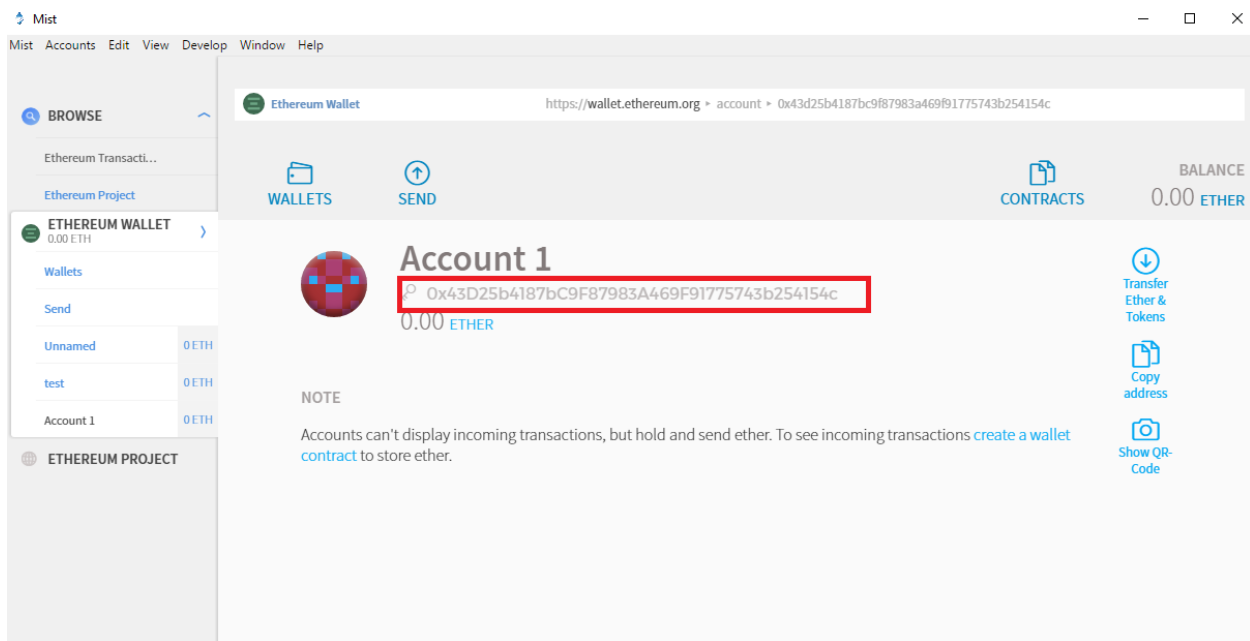 Mist
Mist Accounts Edit View Develop Window Help
BROWSE
Ethereum Transacti...
Ethereum Project
ETHEREUM WALLET
0.00 ETH
Wallets
Send
Unnamed 0 ETH
test 0 ETH
Account 1 0 ETH
ETHEREUM PROJECT
Ethereum Wallet https://wallet.ethereum.org ▸ account ▸ 0x43d25b4187bc9f87983a469f91775743b254154c
WALLETS SEND CONTRACTS
BALANCE
0.00 ETHER
Account 1
0x43D25b4187bC9F87983A469F91775743b254154c
0.00 ETHER
NOTE
Accounts can't display incoming transactions, but hold and send ether. To see incoming transactions create a wallet
contract to store ether.
Transfer
Ether &
Tokens
Copy
address
Show QR-
Code